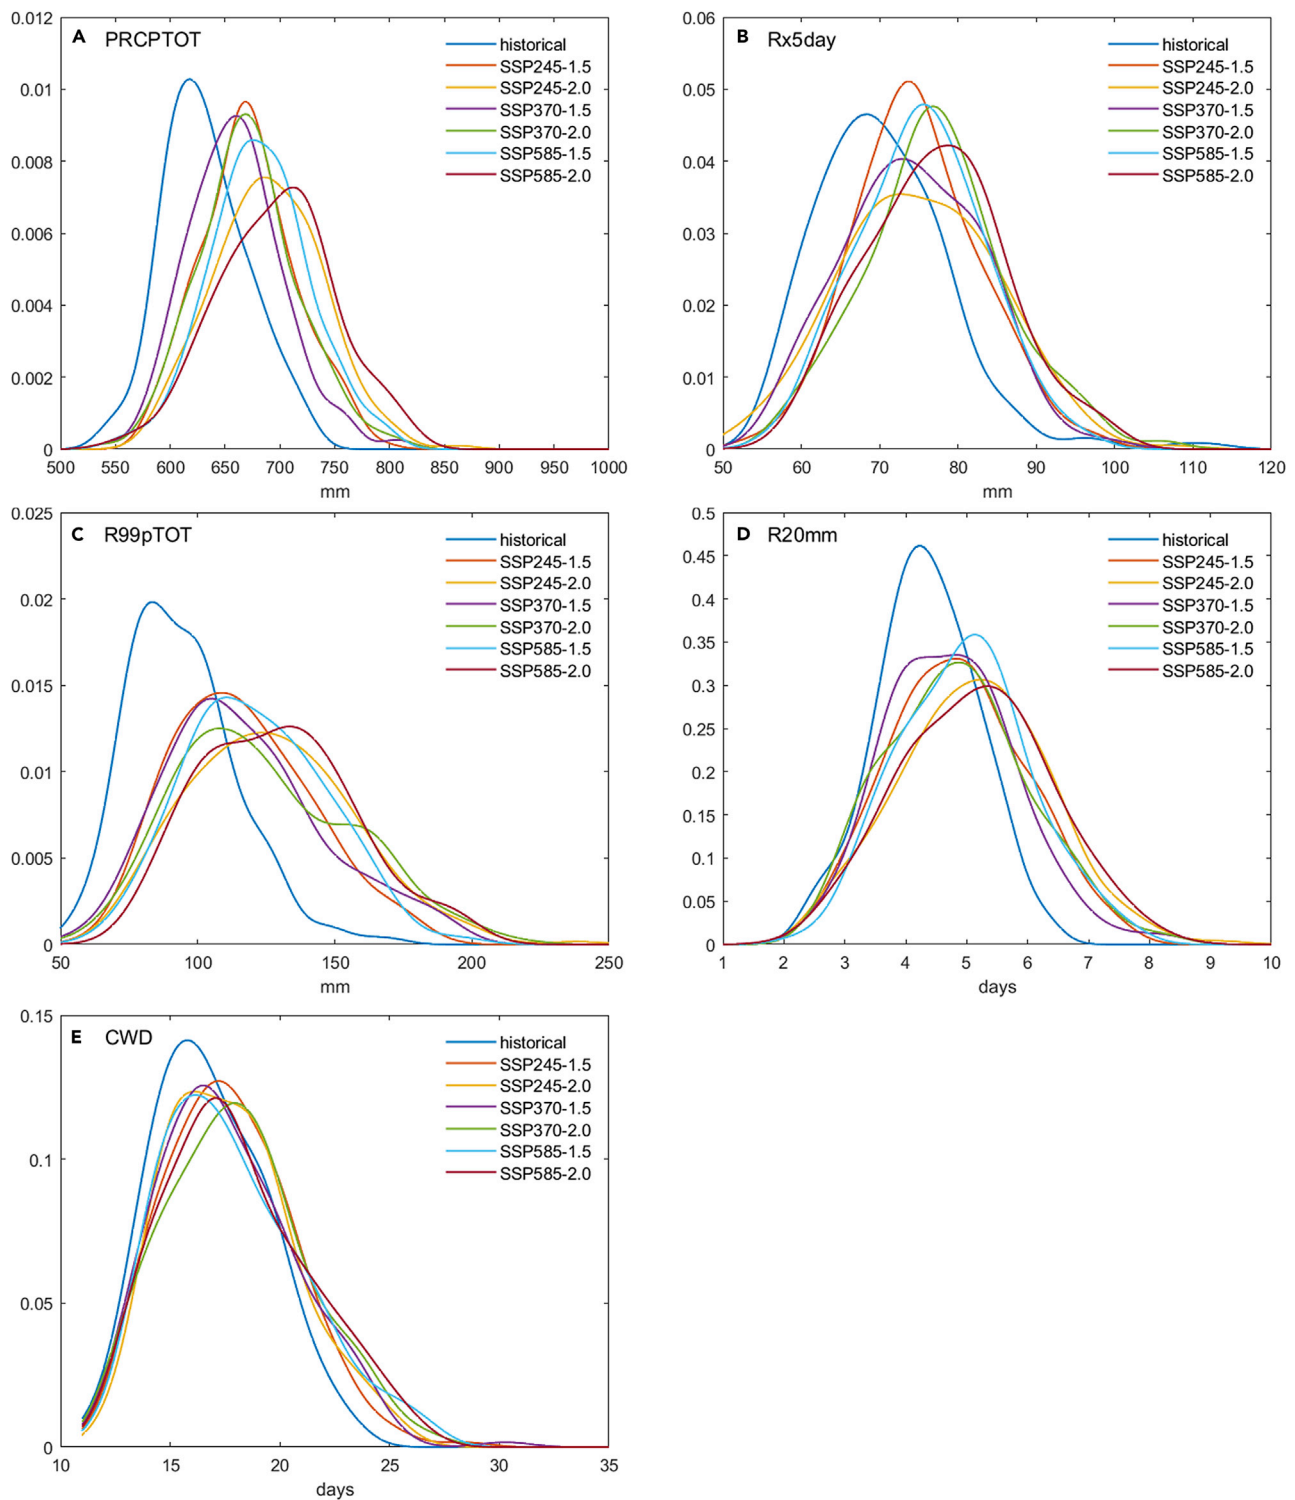 A PRCPTOT
0.012
0.01
0.008
0.006
0.004
0.002
0
historical
SSP245-1.5
SSP245-2.0
SSP370-1.5
SSP370-2.0
SSP585-1.5
SSP585-2.0
500 550 600 650 700 750 800 850 900 950 1000
mm
B Rx5day
0.06
0.05
0.04
0.03
0.02
0.01
0
historical
SSP245-1.5
SSP245-2.0
SSP370-1.5
SSP370-2.0
SSP585-1.5
SSP585-2.0
50 60 70 80 90 100 110 120
mm
C R99pTOT
0.025
0.02
0.015
0.01
0.005
0
historical
SSP245-1.5
SSP245-2.0
SSP370-1.5
SSP370-2.0
SSP585-1.5
SSP585-2.0
50 100 150 200 250
mm
D R20mm
0.5
0.45
0.4
0.35
0.3
0.25
0.2
0.15
0.1
0.05
0
historical
SSP245-1.5
SSP245-2.0
SSP370-1.5
SSP370-2.0
SSP585-1.5
SSP585-2.0
1 2 3 4 5 6 7 8 9 10
days
E CWD
0.15
0.1
0.05
0
historical
SSP245-1.5
SSP245-2.0
SSP370-1.5
SSP370-2.0
SSP585-1.5
SSP585-2.0
10 15 20 25 30 35
days